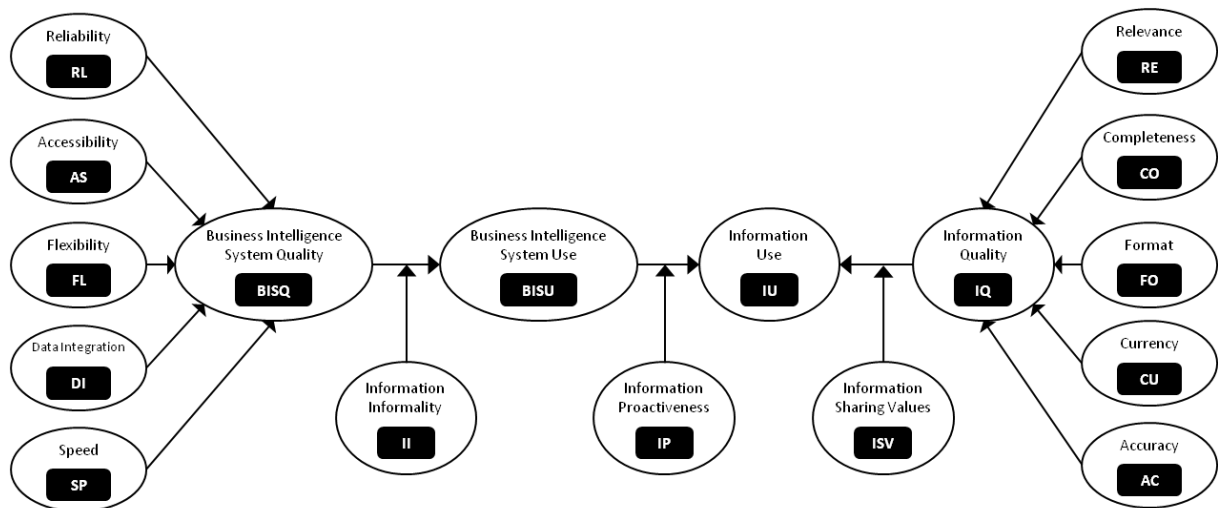 Reliability
RL
Accessibility
AS
Flexibility
FL
Data Integration
DI
Speed
SP
Business Intelligence
System Quality
BISQ
Information
Informality
II
Business Intelligence
System Use
BISU
Information
Proactiveness
IP
Information
Use
IU
Information
Sharing Values
ISV
Information
Quality
IQ
Relevance
RE
Completeness
CO
Format
FO
Currency
CU
Accuracy
AC